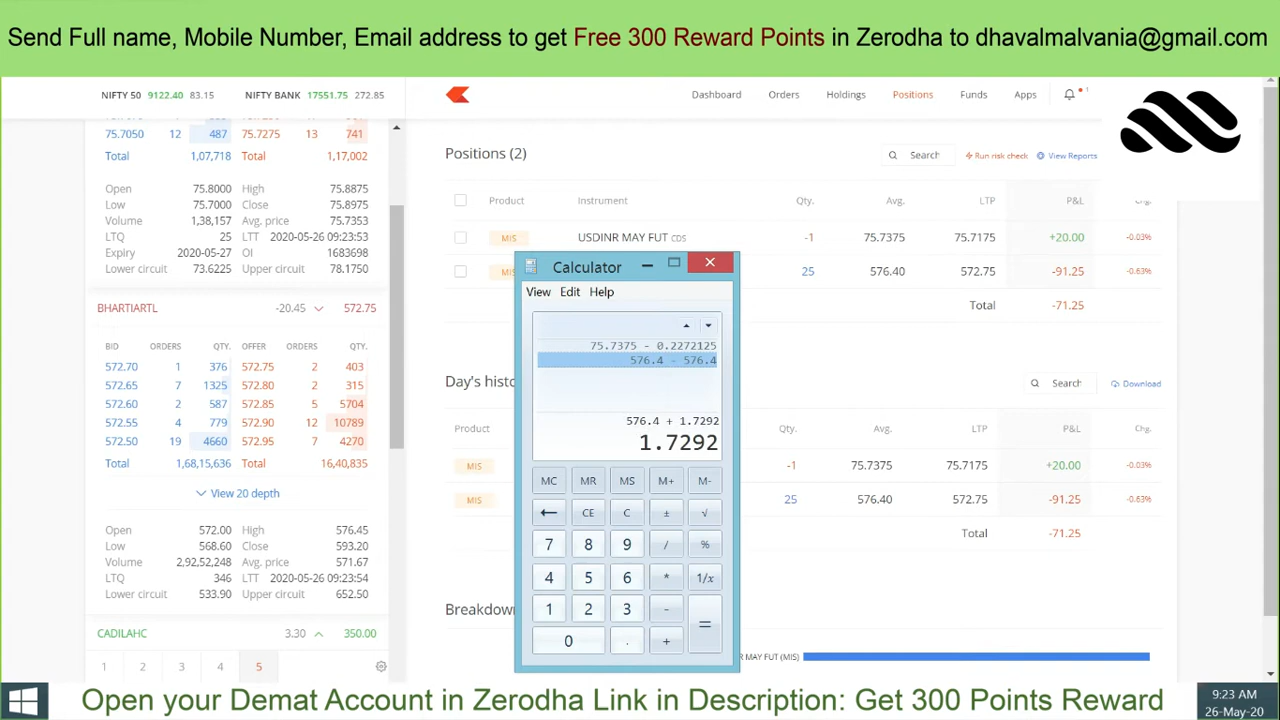 Send Full name, Mobile Number, Email address to get Free 300 Reward Points in Zerodha to dhavalmalvania@gmail.com
NIFTY 50 9122.40 83.15 NIFTY BANK 17551.75 272.85
Dashboard Orders Holdings Positions Funds Apps 1
75.7050 12 487 75.7275 13 741
Total 1,07,718 Total 1,17,002
Open 75.8000 High 75.8875
Low 75.7000 Close 75.8975
Volume 1,38,157 Avg. price 75.7353
LTQ 25 LTT 2020-05-26 09:23:53
Expiry 2020-05-27 OI 1683698
Lower circuit 73.6225 Upper circuit 78.1750
BHARTIARTL -20.45 572.75
BID ORDERS QTY. OFFER ORDERS QTY.
572.70 1 376 572.75 2 403
572.65 7 1325 572.80 2 315
572.60 2 587 572.85 5 5704
572.55 4 779 572.90 12 10789
572.50 19 4660 572.95 7 4270
Total 1,68,15,636 Total 16,40,835
View 20 depth
Open 572.00 High 576.45
Low 568.60 Close 593.20
Volume 2,92,52,248 Avg. price 571.67
LTQ 346 LTT 2020-05-26 09:23:54
Lower circuit 533.90 Upper circuit 652.50
CADILAHC 3.30 350.00
1 2 3 4 5
Positions (2) Search Run risk check View Reports
Product Instrument Qty. Avg. LTP P&L Chg.
MIS USDINR MAY FUT CDS -1 75.7375 75.7175 +20.00 -0.03%
MIS 25 576.40 572.75 -91.25 -0.63%
Total -71.25
Day's histo Search Download
Product Qty. Avg. LTP P&L Chg.
MIS -1 75.7375 75.7175 +20.00 -0.03%
MIS 25 576.40 572.75 -91.25 -0.63%
Total -71.25
Breakdow
R MAY FUT (MIS)
Calculator
View Edit Help
75.7375 - 0.2272125
576.4 - 576.4
576.4 + 1.7292
1.7292
MC MR MS M+ M-
← CE C ± √
7 8 9 / %
4 5 6 * 1/x
1 2 3 - =
0 . +
Open your Demat Account in Zerodha Link in Description: Get 300 Points Reward
9:23 AM
26-May-20